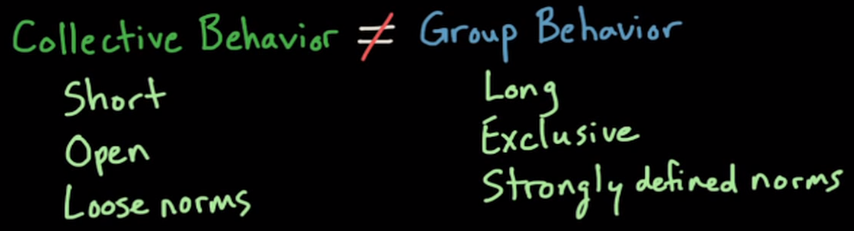 Collective Behavior ≠ Group Behavior
Short
Open
Loose norms
Long
Exclusive
Strongly defined norms